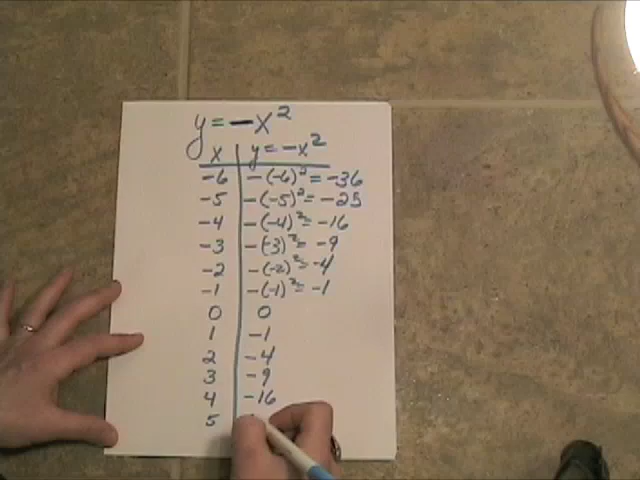 y = -x²
x y = -x²
-6 -(-6)² = -36
-5 -(-5)² = -25
-4 -(-4)² = -16
-3 -(-3)² = -9
-2 -(-2)² = -4
-1 -(-1)² = -1
0 0
1 -1
2 -4
3 -9
4 -16
5